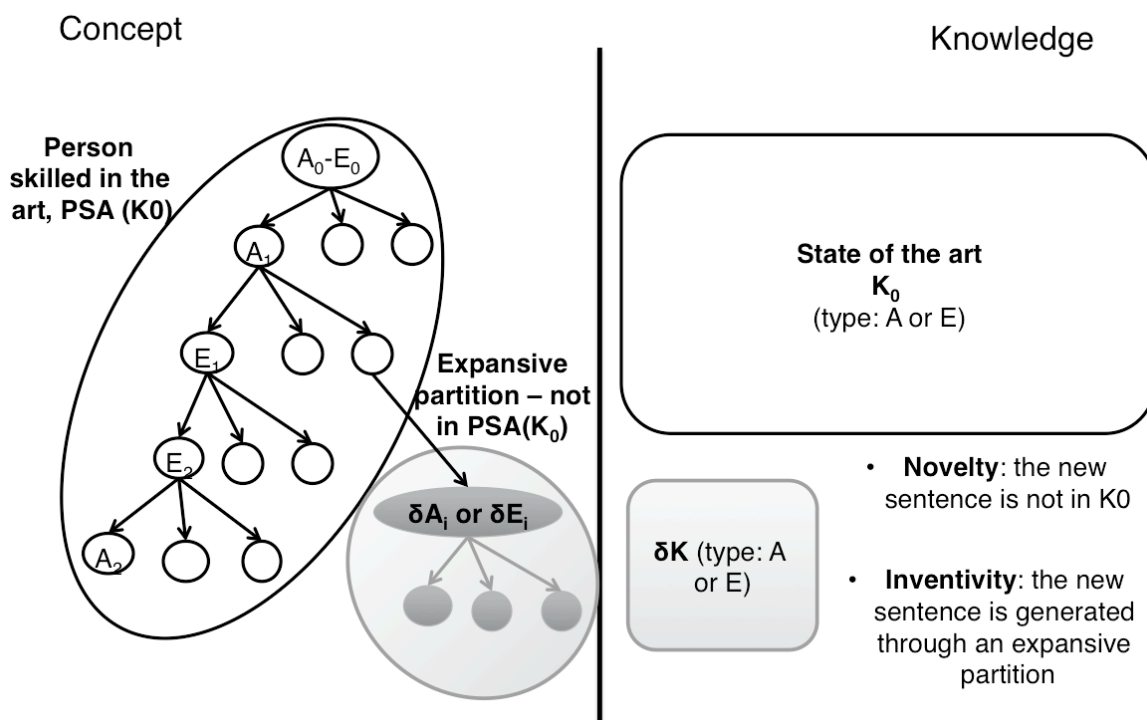 Concept
Knowledge
Person
skilled in the
art, PSA (K0)
A₀-E₀
A₁
E₁
E₂
A₂
Expansive
partition – not
in PSA(K₀)
δAᵢ or δEᵢ
State of the art
K₀
(type: A or E)
δK (type: A
or E)
• Novelty: the new
sentence is not in K0
• Inventivity: the new
sentence is generated
through an expansive
partition